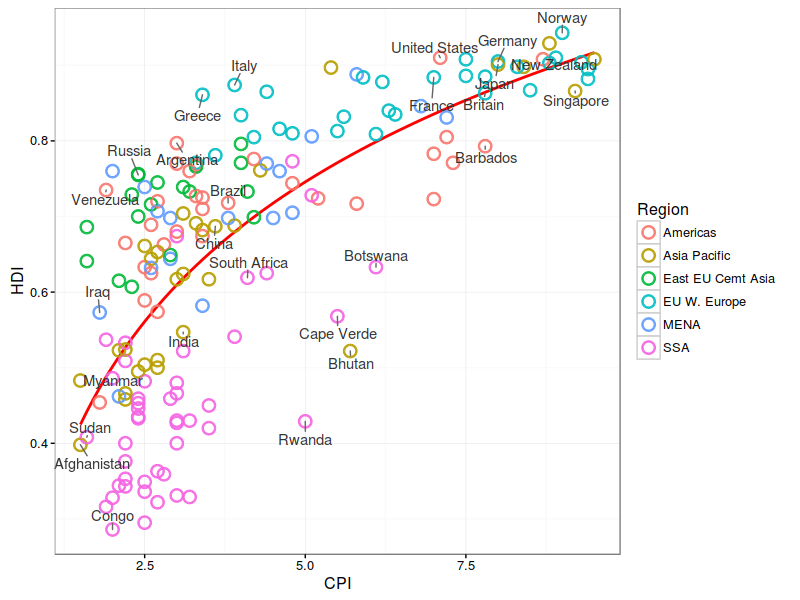 Norway
Germany
United States
New Zealand
Italy
Japan
Singapore
Greece
France
Britain
0.8
Russia
Argentina
Barbados
Venezuela
Brazil
China
South Africa
Botswana
HDI
0.6
Iraq
India
Cape Verde
Bhutan
Myanmar
0.4
Sudan
Rwanda
Afghanistan
Congo
2.5
5.0
7.5
CPI
Region
Americas
Asia Pacific
East EU Cemt Asia
EU W. Europe
MENA
SSA